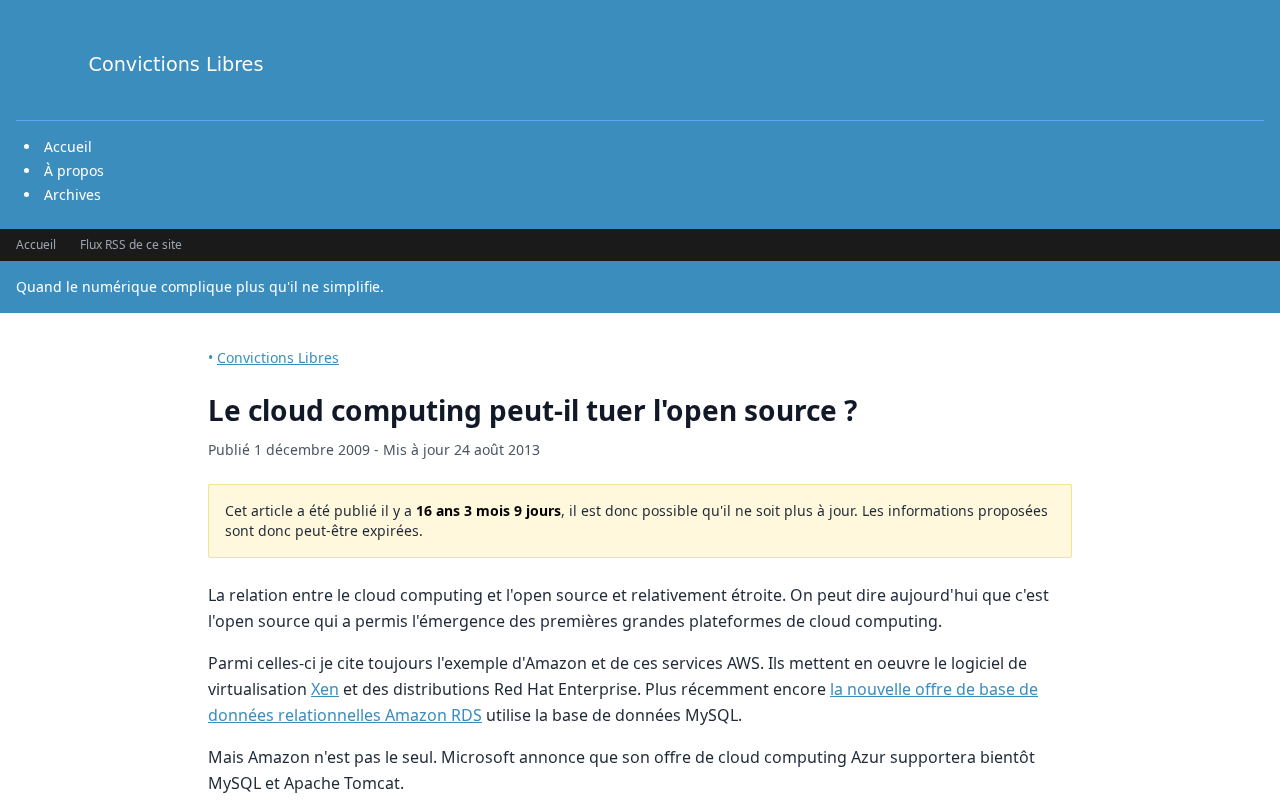 Convictions Libres
Accueil
À propos
Archives
Accueil Flux RSS de ce site
Quand le numérique complique plus qu'il ne simplifie.
• Convictions Libres
Le cloud computing peut-il tuer l'open source ?
Publié 1 décembre 2009 - Mis à jour 24 août 2013
Cet article a été publié il y a 16 ans 3 mois 9 jours, il est donc possible qu'il ne soit plus à jour. Les informations proposées
sont donc peut-être expirées.
La relation entre le cloud computing et l'open source et relativement étroite. On peut dire aujourd'hui que c'est
l'open source qui a permis l'émergence des premières grandes plateformes de cloud computing.
Parmi celles-ci je cite toujours l'exemple d'Amazon et de ces services AWS. Ils mettent en oeuvre le logiciel de
virtualisation Xen et des distributions Red Hat Enterprise. Plus récemment encore la nouvelle offre de base de
données relationnelles Amazon RDS utilise la base de données MySQL.
Mais Amazon n'est pas le seul. Microsoft annonce que son offre de cloud computing Azur supportera bientôt
MySQL et Apache Tomcat.